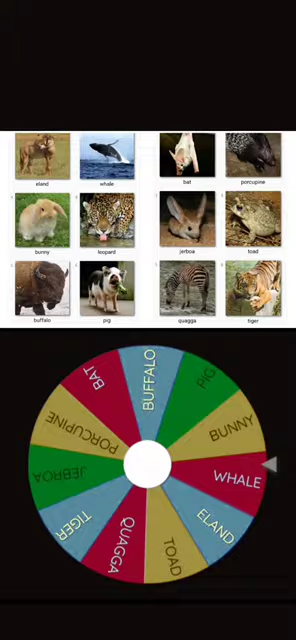 eland
whale
bat
porcupine
bunny
leopard
jerboa
toad
buffalo
pig
quagga
tiger
BUFFALO
PIG
BUNNY
WHALE
ELAND
TOAD
QUAGGA
TIGER
JEBROA
PORCUPINE
BAT